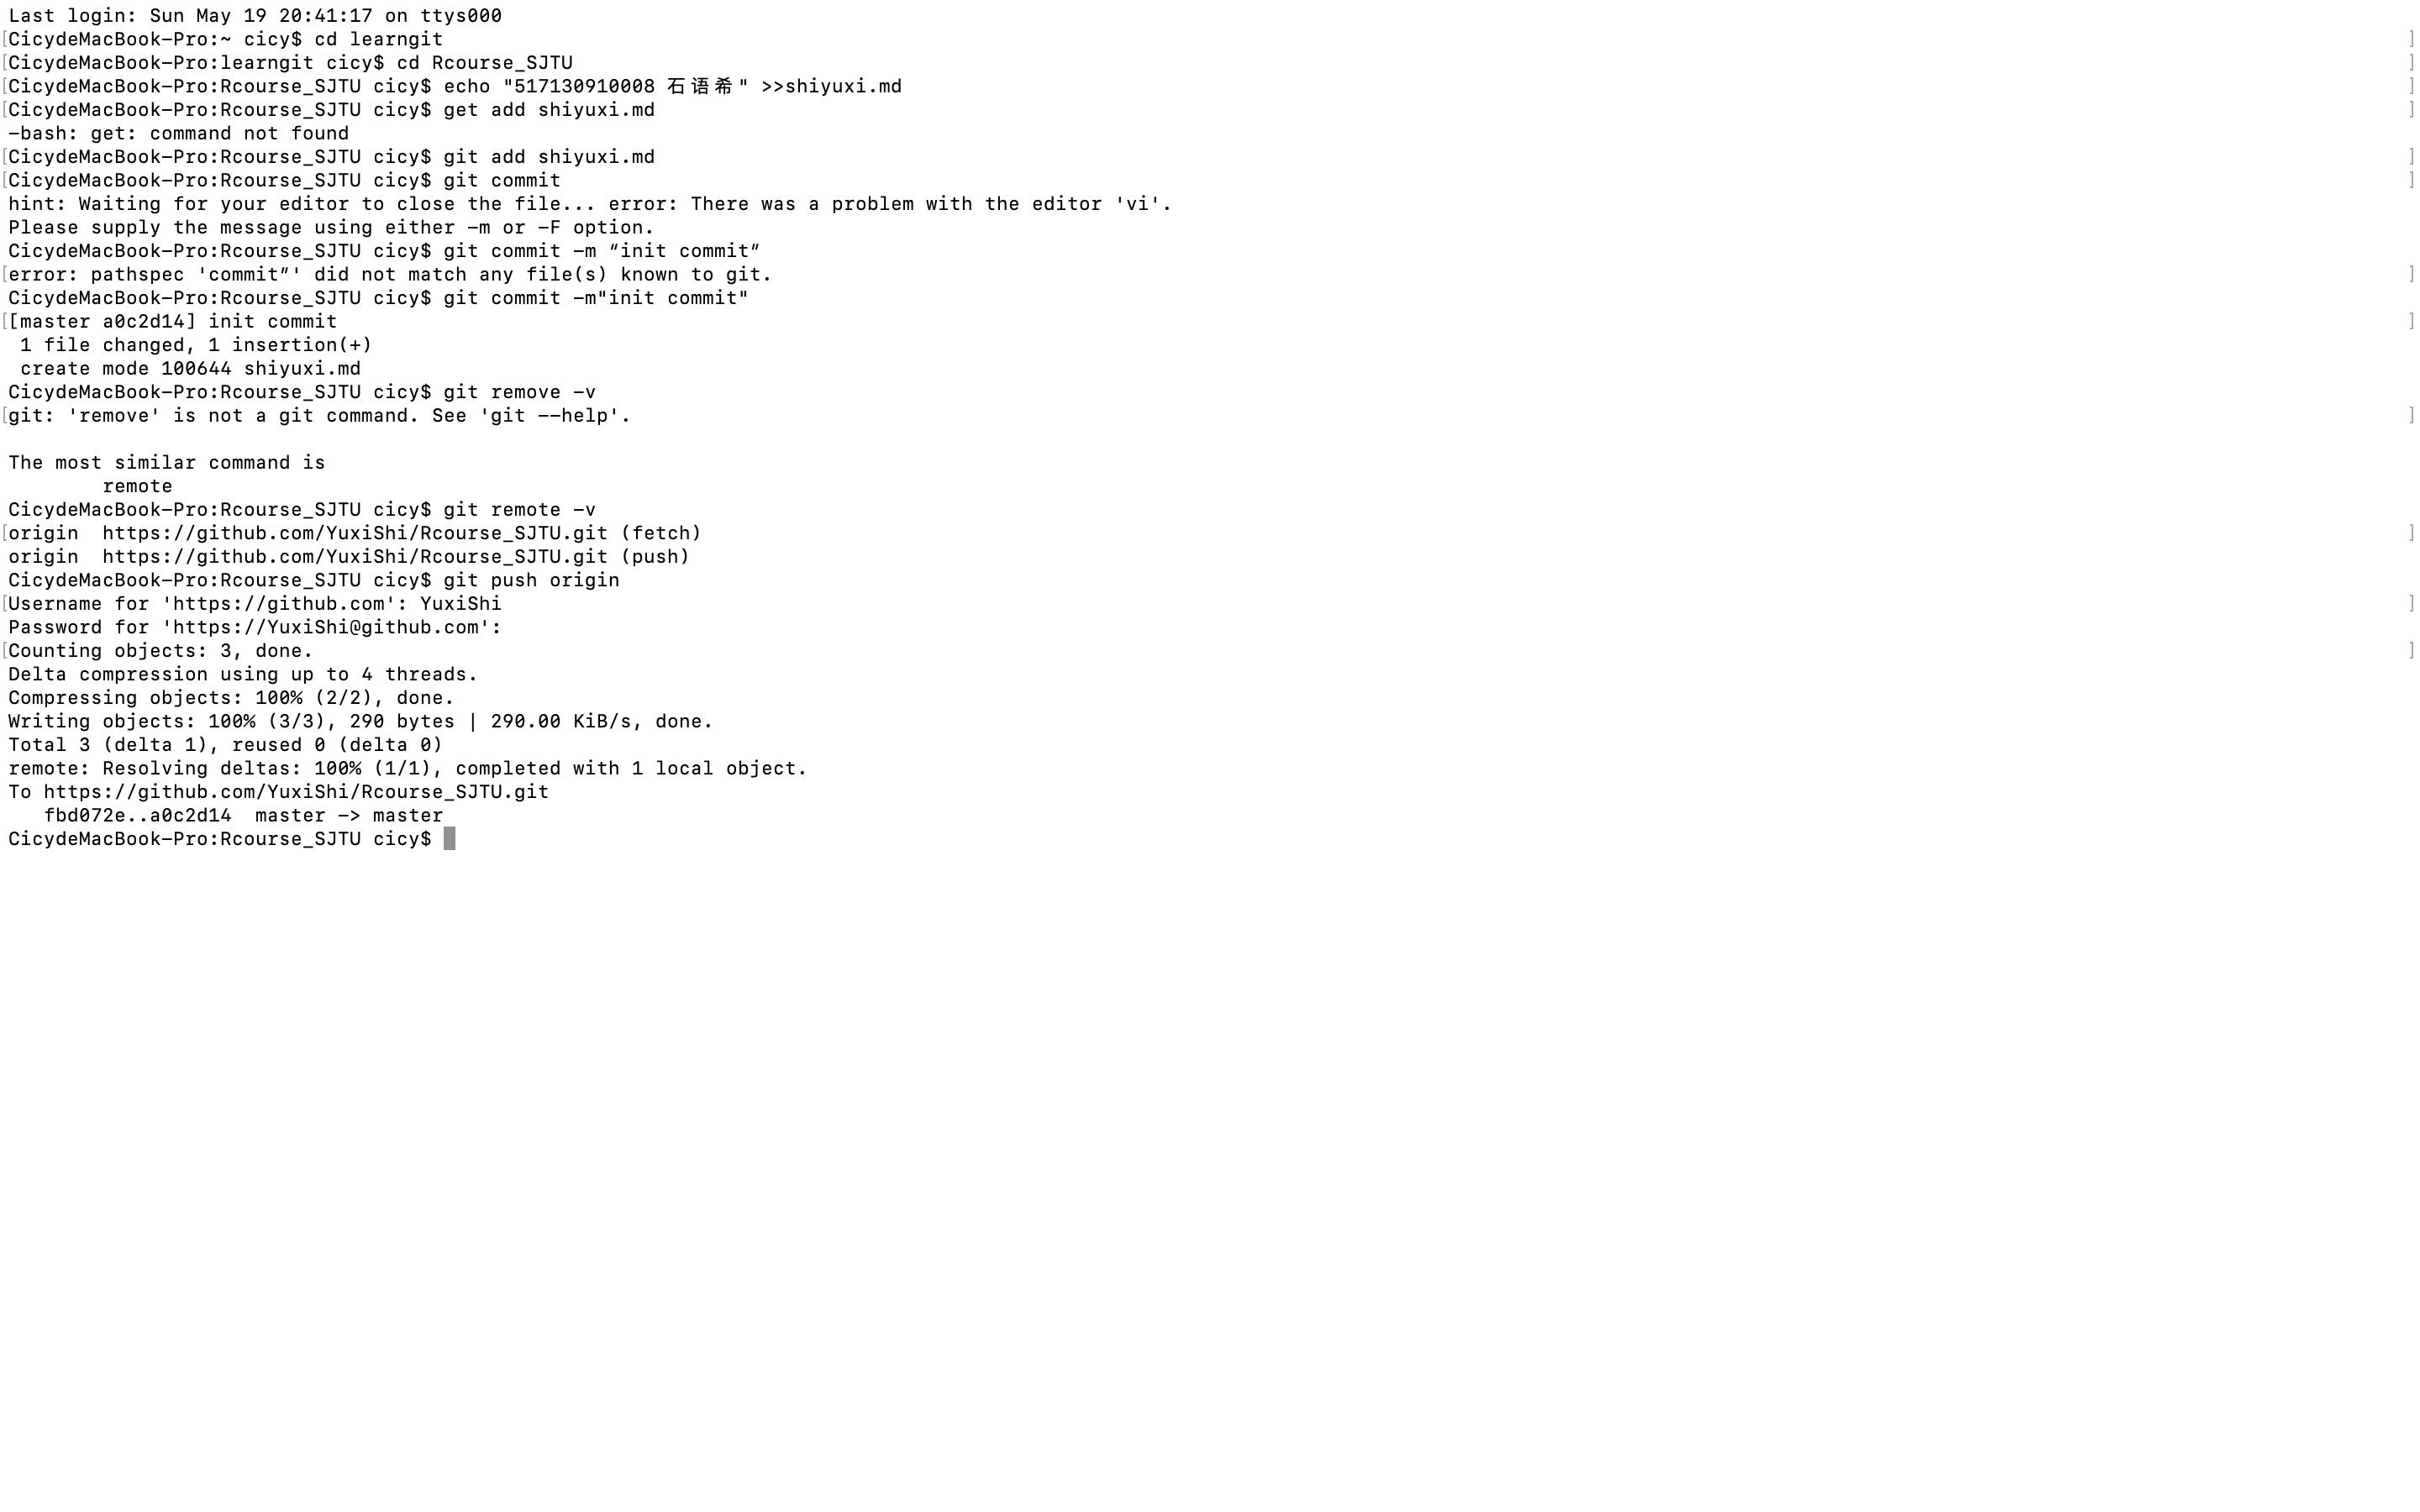 Last login: Sun May 19 20:41:17 on ttys000
[CicydeMacBook-Pro:~ cicy$ cd learngit ]
[CicydeMacBook-Pro:learngit cicy$ cd Rcourse_SJTU ]
[CicydeMacBook-Pro:Rcourse_SJTU cicy$ echo "517130910008 石语希" >>shiyuxi.md ]
[CicydeMacBook-Pro:Rcourse_SJTU cicy$ get add shiyuxi.md ]
-bash: get: command not found
[CicydeMacBook-Pro:Rcourse_SJTU cicy$ git add shiyuxi.md ]
[CicydeMacBook-Pro:Rcourse_SJTU cicy$ git commit ]
hint: Waiting for your editor to close the file... error: There was a problem with the editor 'vi'.
Please supply the message using either -m or -F option.
CicydeMacBook-Pro:Rcourse_SJTU cicy$ git commit -m “init commit”
[error: pathspec 'commit”' did not match any file(s) known to git. ]
CicydeMacBook-Pro:Rcourse_SJTU cicy$ git commit -m"init commit"
[[master a0c2d14] init commit ]
 1 file changed, 1 insertion(+)
 create mode 100644 shiyuxi.md
CicydeMacBook-Pro:Rcourse_SJTU cicy$ git remove -v
[git: 'remove' is not a git command. See 'git --help'. ]

The most similar command is
        remote
CicydeMacBook-Pro:Rcourse_SJTU cicy$ git remote -v
[origin  https://github.com/YuxiShi/Rcourse_SJTU.git (fetch) ]
origin  https://github.com/YuxiShi/Rcourse_SJTU.git (push)
CicydeMacBook-Pro:Rcourse_SJTU cicy$ git push origin
[Username for 'https://github.com': YuxiShi ]
Password for 'https://YuxiShi@github.com':
[Counting objects: 3, done. ]
Delta compression using up to 4 threads.
Compressing objects: 100% (2/2), done.
Writing objects: 100% (3/3), 290 bytes | 290.00 KiB/s, done.
Total 3 (delta 1), reused 0 (delta 0)
remote: Resolving deltas: 100% (1/1), completed with 1 local object.
To https://github.com/YuxiShi/Rcourse_SJTU.git
   fbd072e..a0c2d14  master -> master
CicydeMacBook-Pro:Rcourse_SJTU cicy$